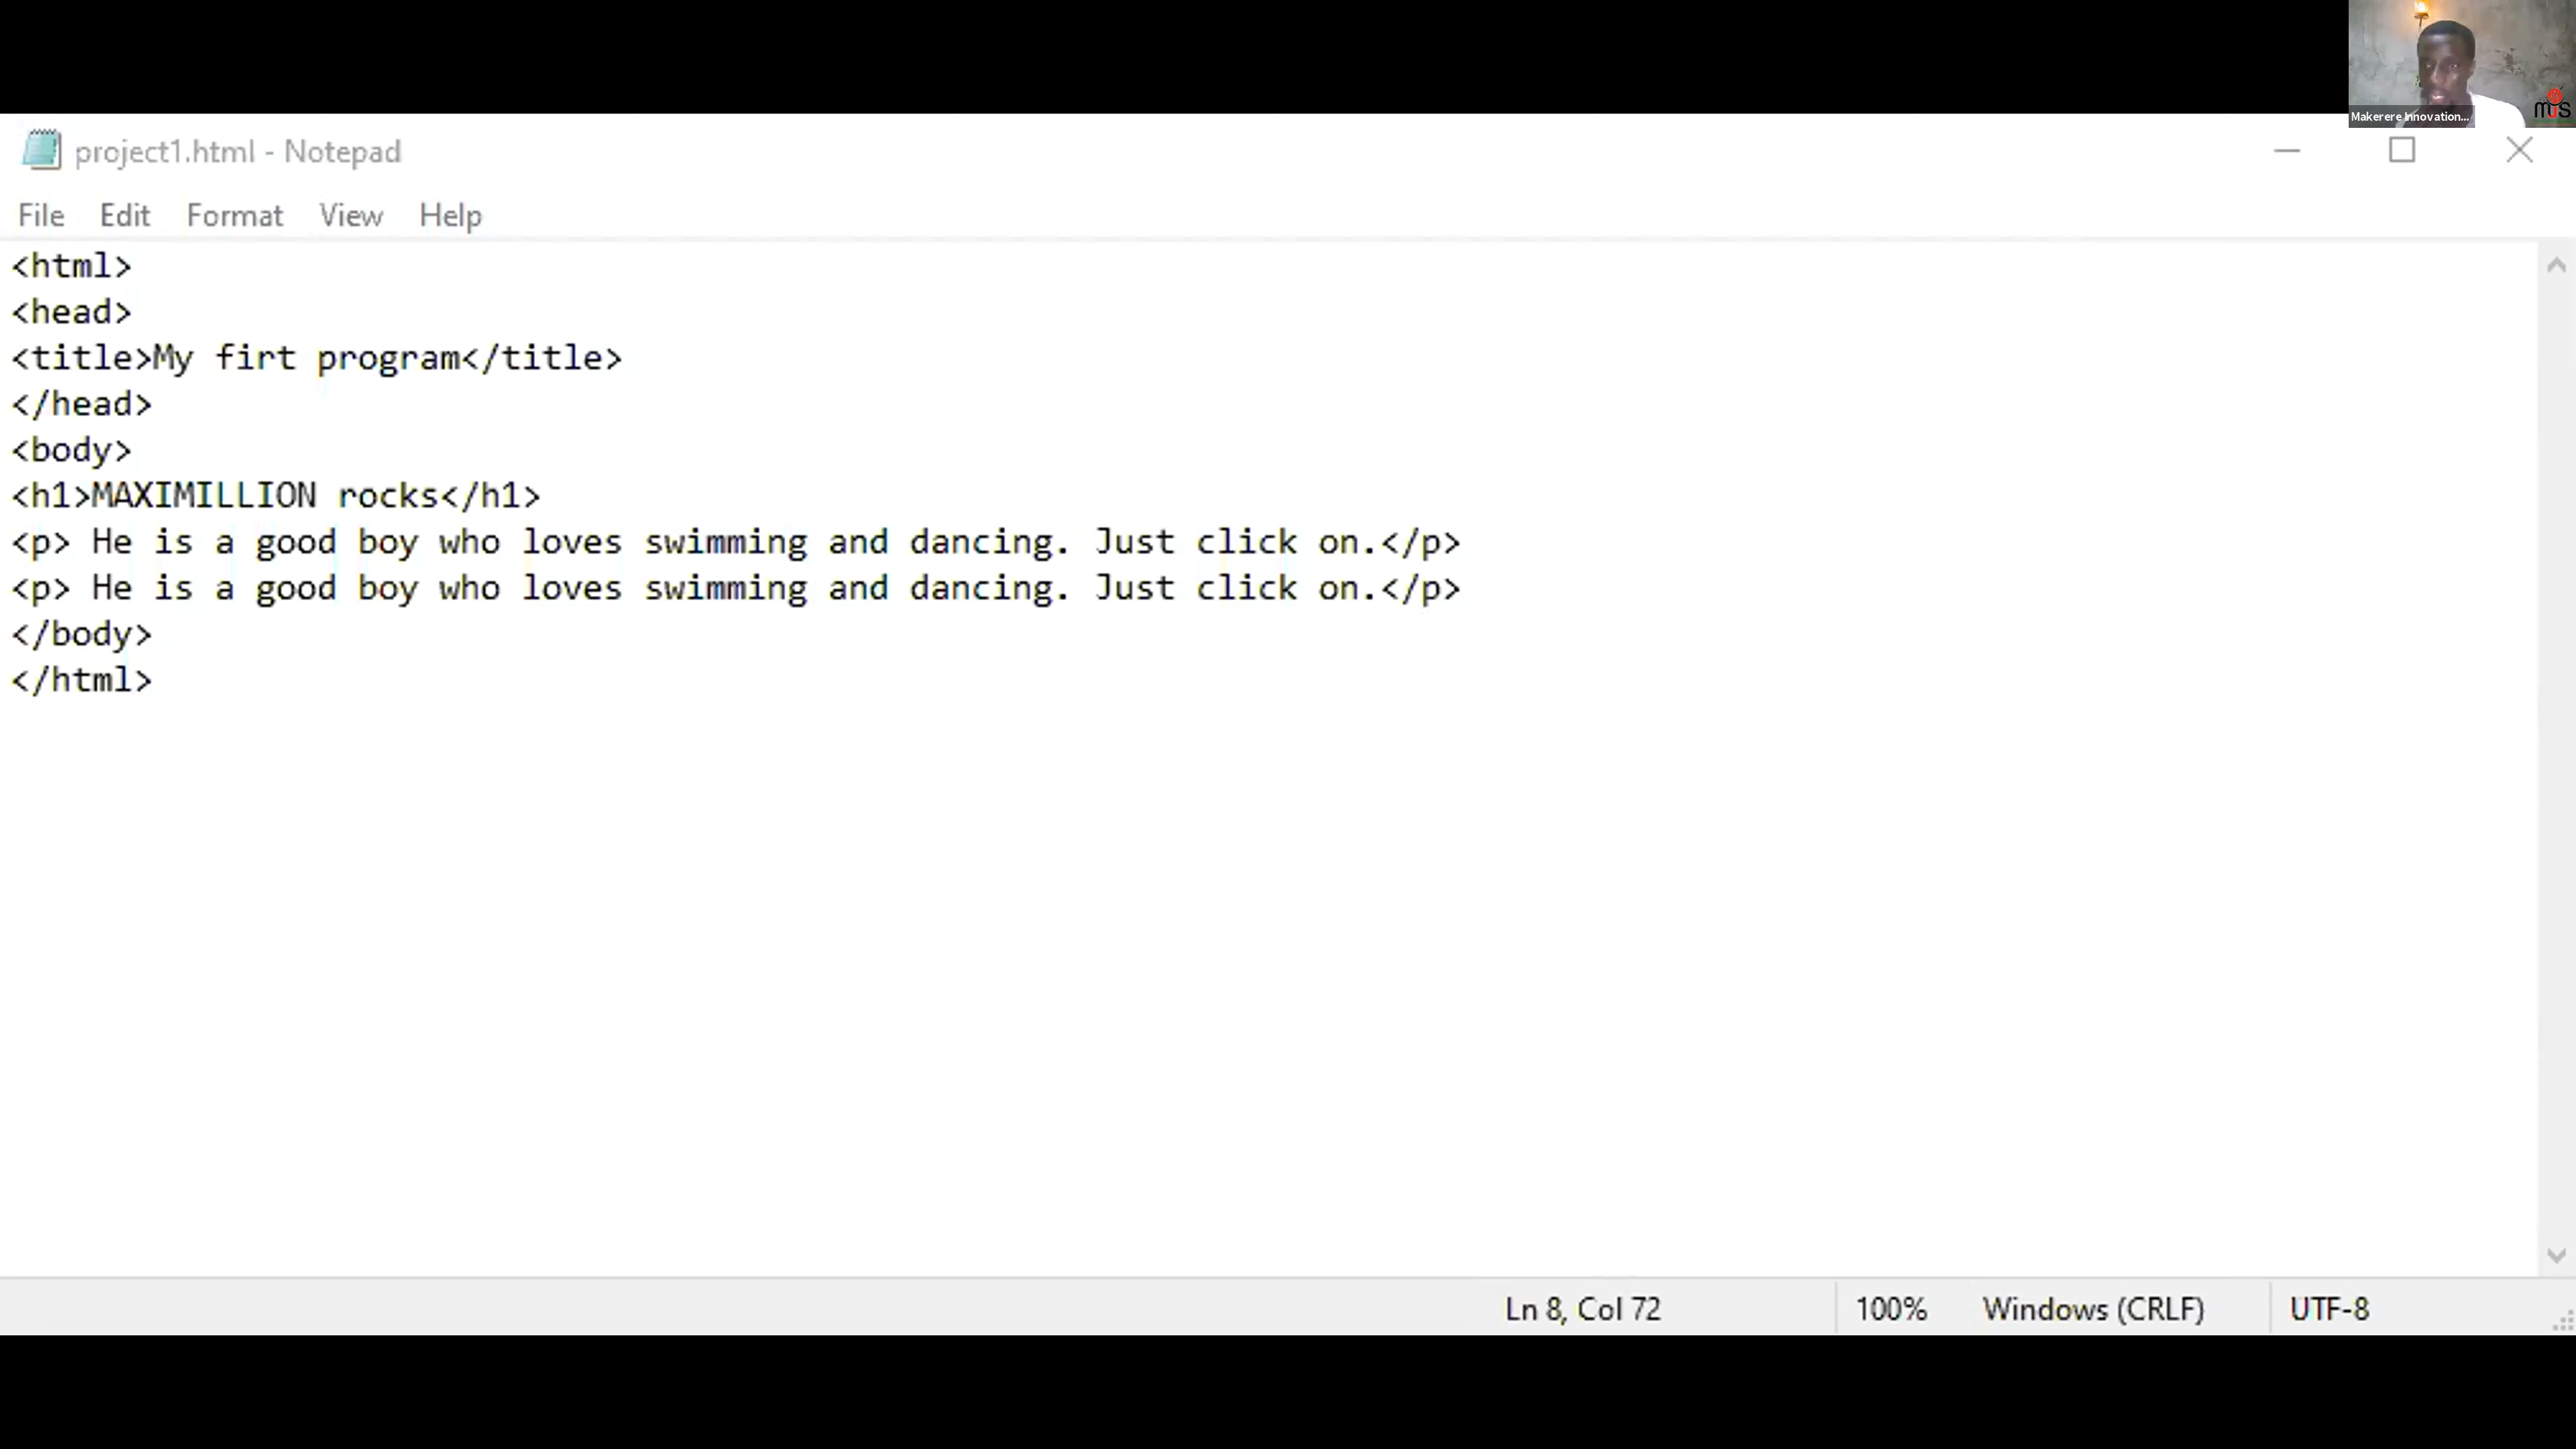 Makerere Innovation...
mis
project1.html - Notepad
File Edit Format View Help
<html>
<head>
<title>My firt program</title>
</head>
<body>
<h1>MAXIMILLION rocks</h1>
<p> He is a good boy who loves swimming and dancing. Just click on.</p>
<p> He is a good boy who loves swimming and dancing. Just click on.</p>
</body>
</html>
Ln 8, Col 72 100% Windows (CRLF) UTF-8